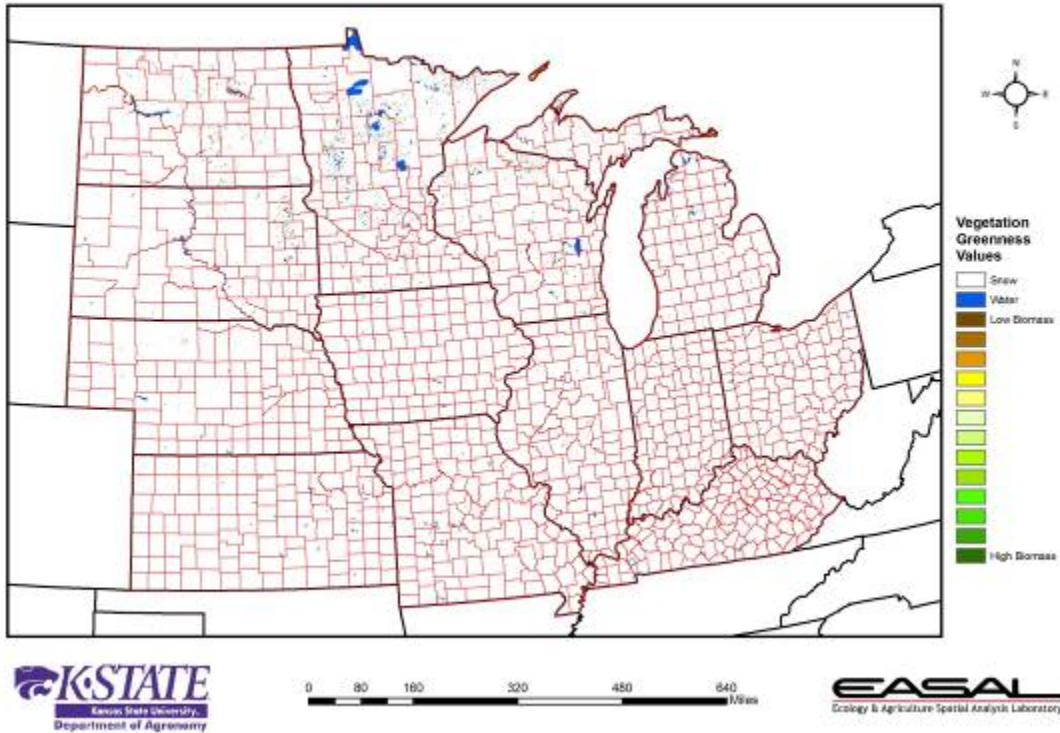 N
W E
S
Vegetation
Greenness
Values
Snow
Water
Low Biomass
High Biomass
K·STATE
Kansas State University
Department of Agronomy
0 80 160 320 480 640
Miles
EASAL
Ecology & Agriculture Spatial Analysis Laboratory